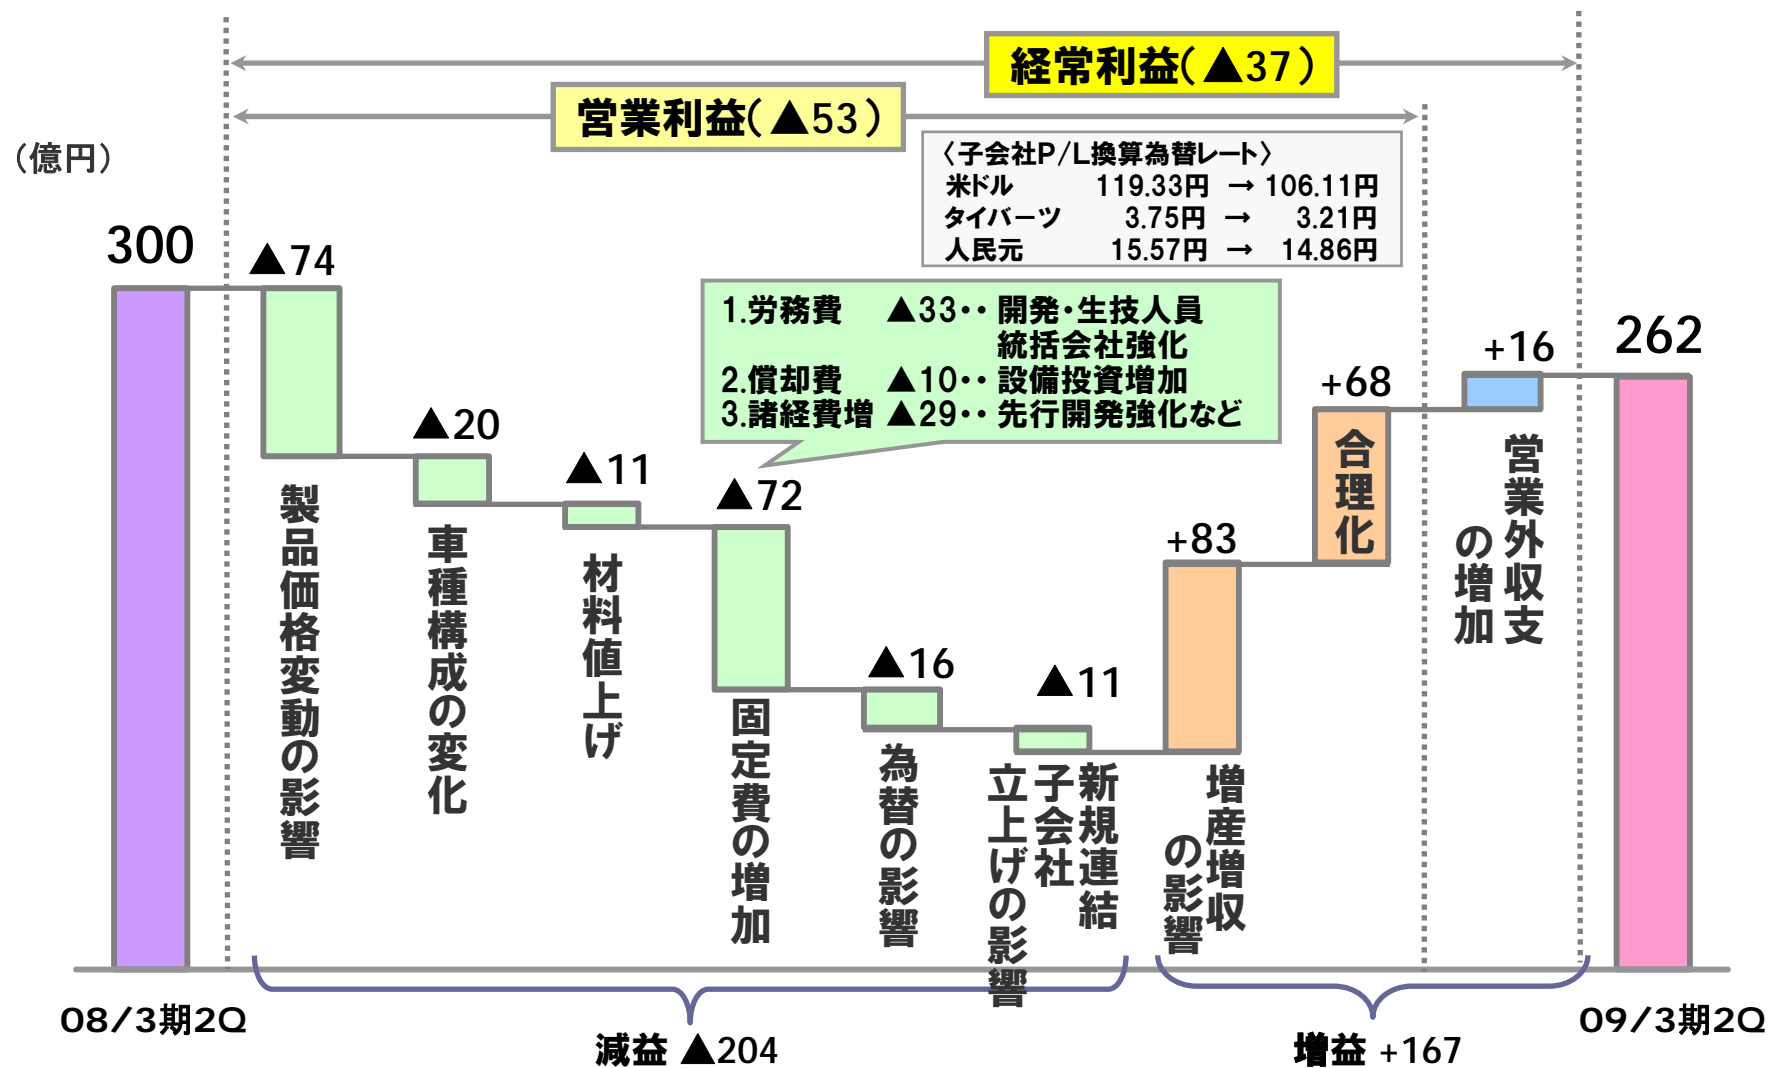 経常利益(▲37)
営業利益(▲53)
(億円)
〈子会社P/L換算為替レート〉
米ドル 119.33円 → 106.11円
タイバーツ 3.75円 → 3.21円
人民元 15.57円 → 14.86円
300
▲74
▲20
▲11
▲72
▲16
▲11
+83
+68
+16
262
1.労務費 ▲33・・開発・生技人員
統括会社強化
2.償却費 ▲10・・設備投資増加
3.諸経費増 ▲29・・先行開発強化など
製品価格変動の影響
車種構成の変化
材料値上げ
固定費の増加
為替の影響
新規連結
子会社
立上げの影響
増産増収
の影響
合理化
営業外収支
の増加
08/3期2Q
09/3期2Q
減益 ▲204
増益 +167